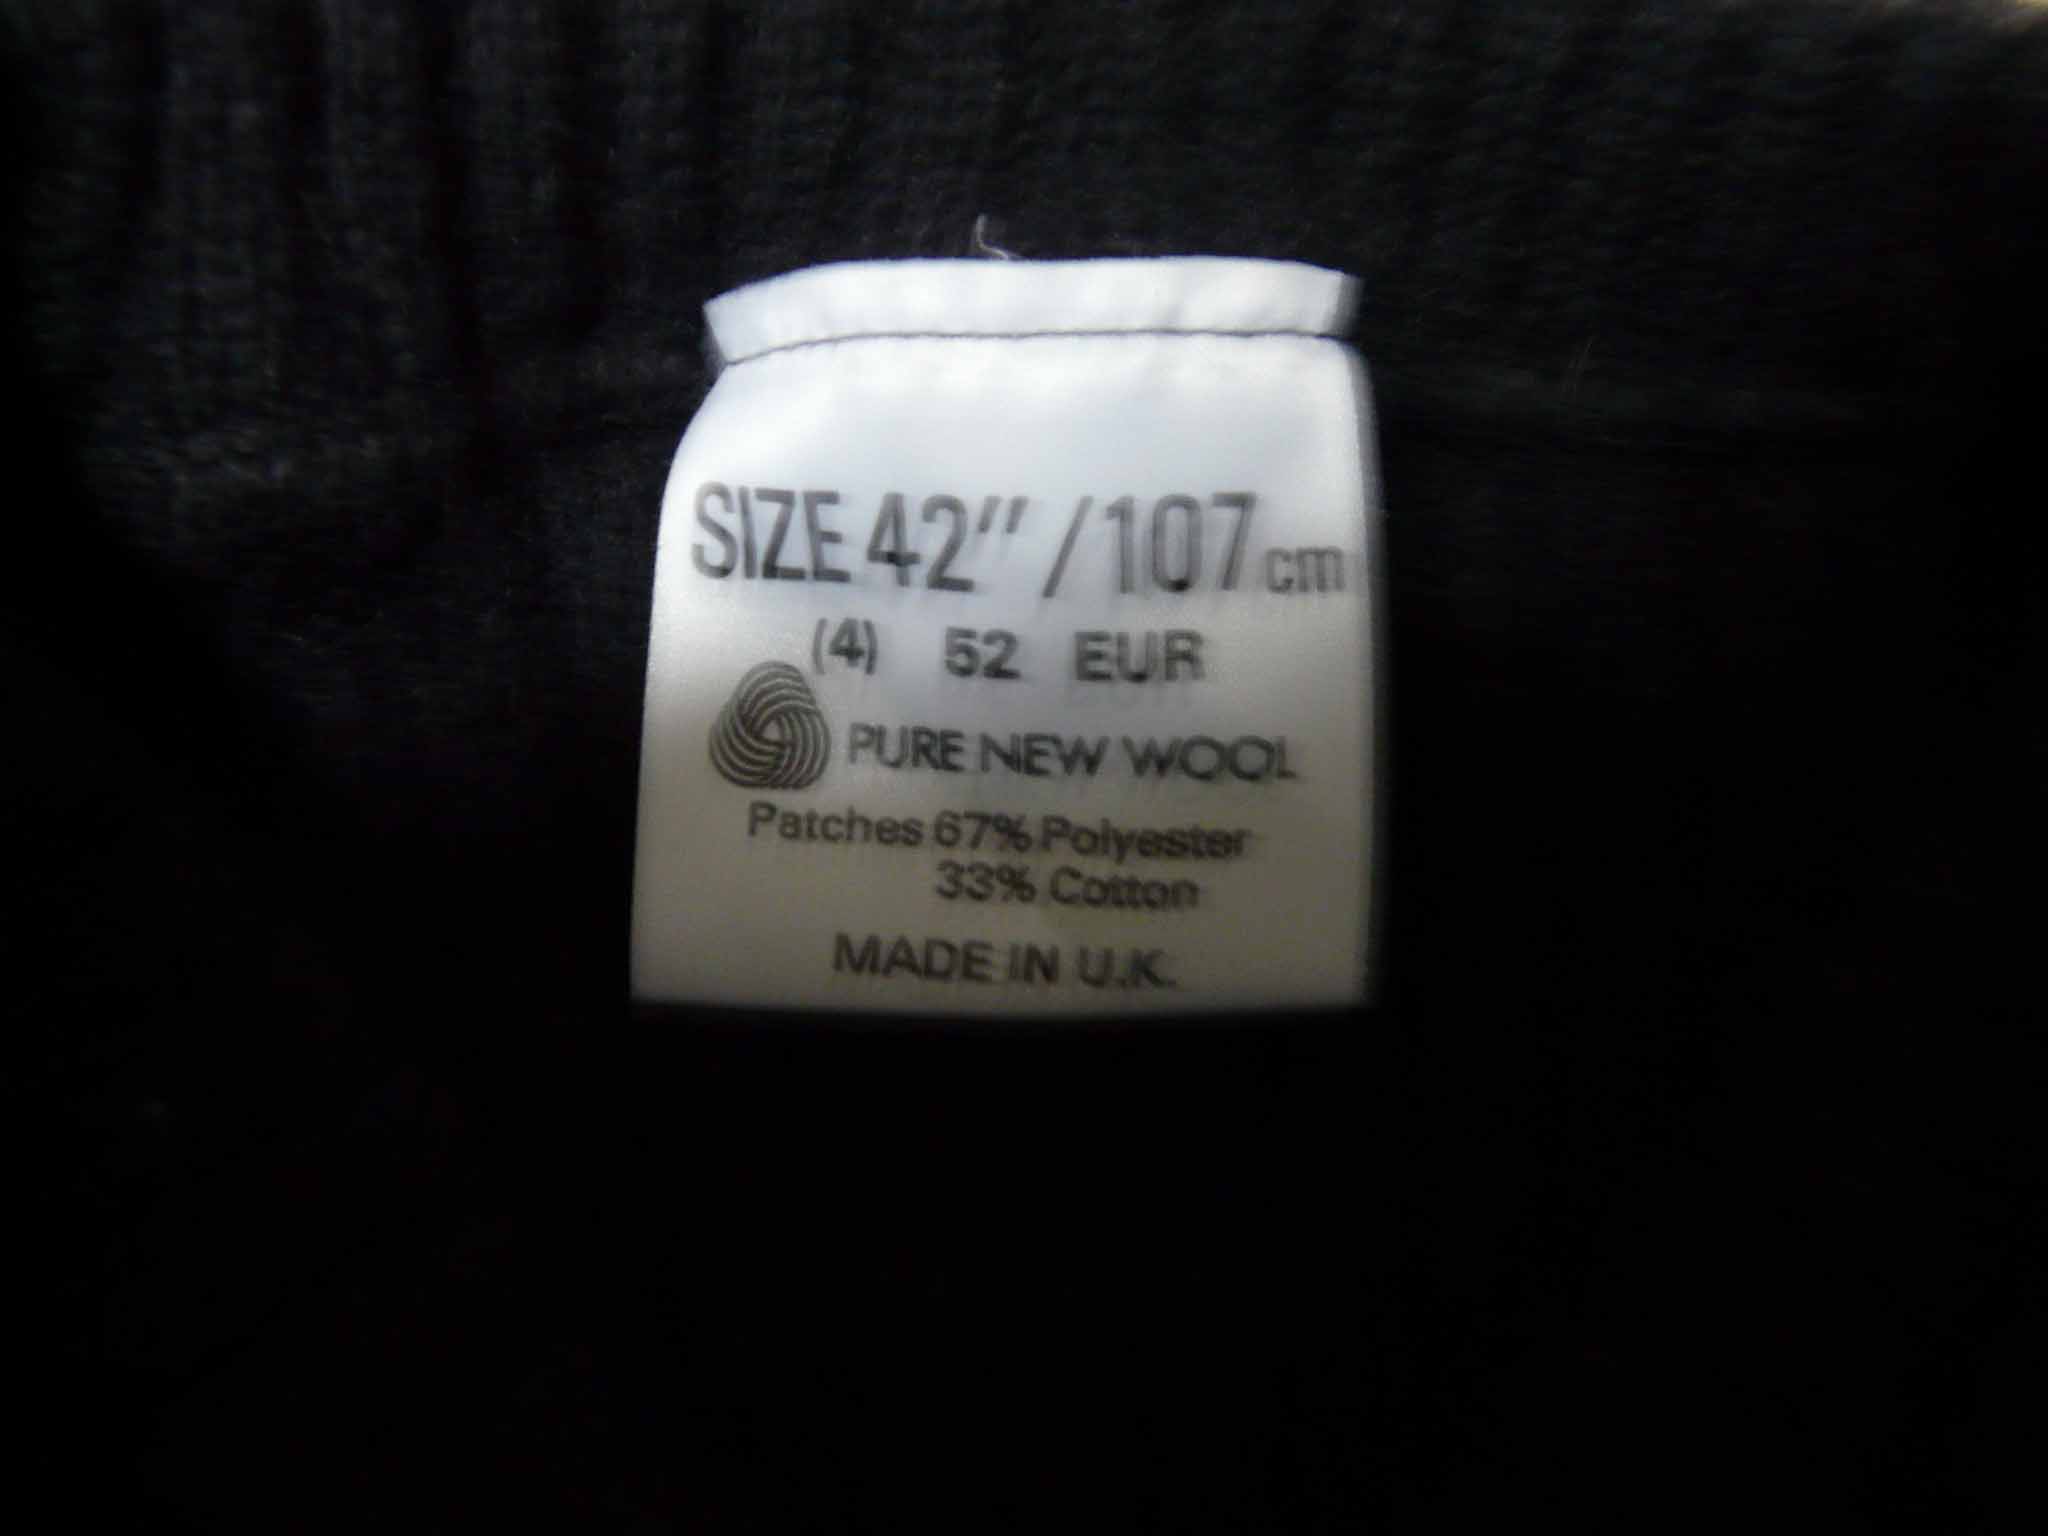 SIZE 42"/107cm
(4) 52 EUR
PURE NEW WOOL
Patches 67% Polyester
33% Cotton
MADE IN U.K.